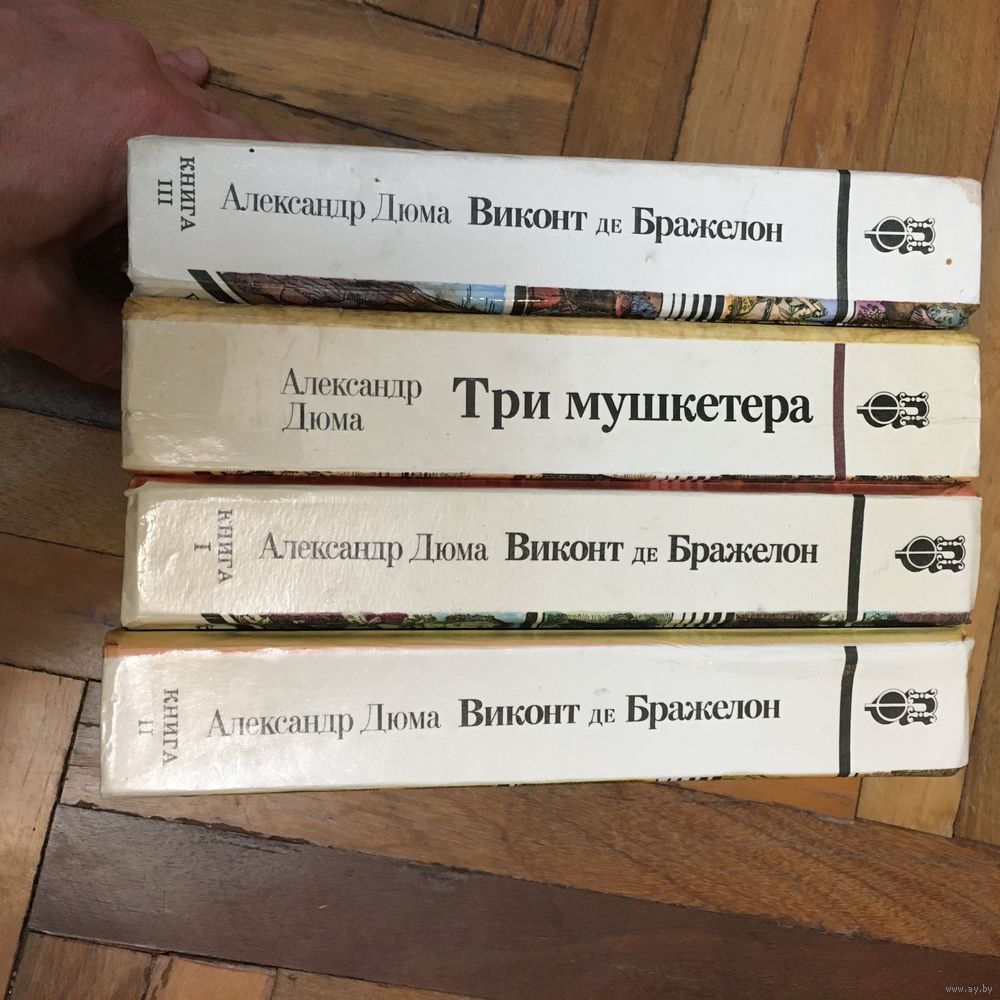 КНИГА
III
Александр Дюма Виконт де Бражелон
Александр
Дюма
Три мушкетера
КНИГА
I
Александр Дюма Виконт де Бражелон
КНИГА
II
Александр Дюма Виконт де Бражелон
www.ay.by